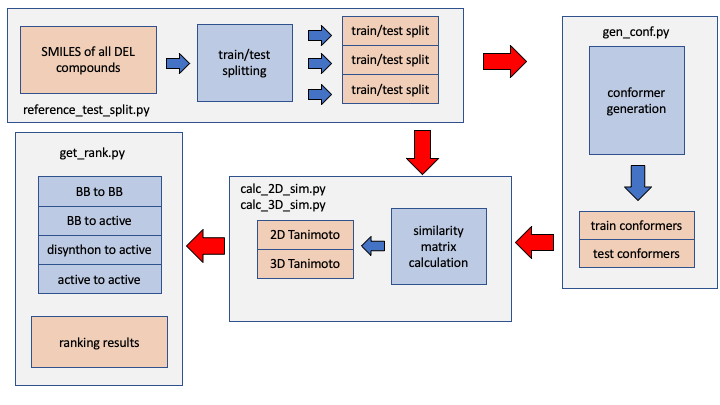 SMILES of all DEL
compounds
train/test
splitting
train/test split
train/test split
train/test split
reference_test_split.py
gen_conf.py
conformer
generation
train conformers
test conformers
calc_2D_sim.py
calc_3D_sim.py
2D Tanimoto
3D Tanimoto
similarity
matrix
calculation
get_rank.py
BB to BB
BB to active
disynthon to active
active to active
ranking results